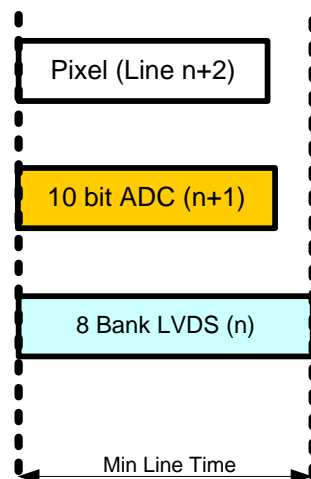 Pixel (Line n+2)
10 bit ADC (n+1)
8 Bank LVDS (n)
Min Line Time